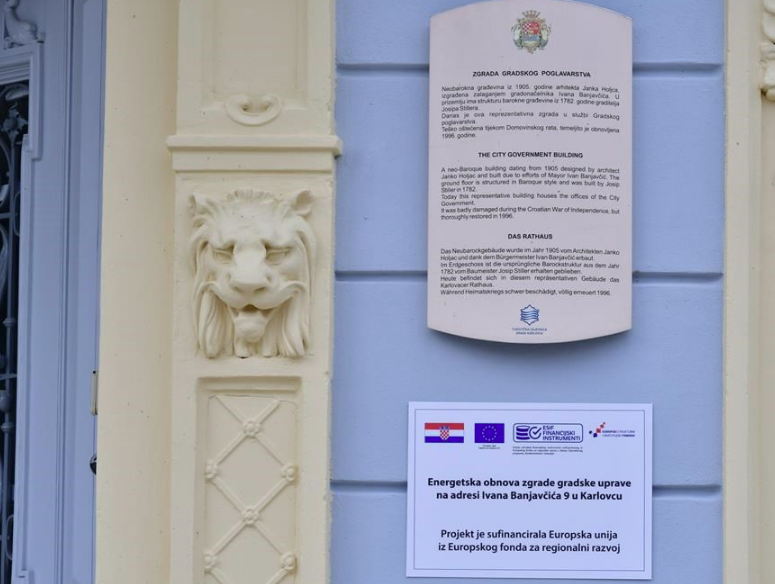 ZGRADA GRADSKOG POGLAVARSTVA
Neobarokna građevina iz 1905. godine arhitekta Janka Holjca,
izgrađena zalaganjem gradonačelnika Ivana Banjavčića. U
prizemlju ima strukturu barokne građevine iz 1782. godine graditelja
Josipa Stillera.
Danas je ova reprezentativna zgrada u službi Gradskog
poglavarstva.
Teško oštećena tijekom Domovinskog rata, temeljito je obnovljena
1996. godine.
THE CITY GOVERNMENT BUILDING
A neo-Baroque building dating from 1905 designed by architect
Janko Holjac and built due to efforts of Mayor Ivan Banjavčić. The
ground floor is structured in Baroque style and was built by Josip
Stiller in 1782.
Today this representative building houses the offices of the City
Government.
It was badly damaged during the Croatian War of Independence, but
thoroughly restored in 1996.
DAS RATHAUS
Das Neubarockgebäude wurde im Jahr 1905 vom Architekten Janko
Holjac und dank dem Bürgermeister Ivan Banjavčić erbaut.
Im Erdgeschoss ist die ursprüngliche Barockstruktur aus dem Jahr
1782 vom Baumeister Josip Stiller erhalten geblieben.
Heute befindet sich in diesem repräsentativen Gebäude das
Karlovacer Rathaus.
Während Heimatskriegs schwer beschädigt, völlig erneuert 1996.
ESIF
FINANCIJSKI
INSTRUMENTI
Energetska obnova zgrade gradske uprave
na adresi Ivana Banjavčića 9 u Karlovcu
Projekt je sufinancirala Europska unija
iz Europskog fonda za regionalni razvoj